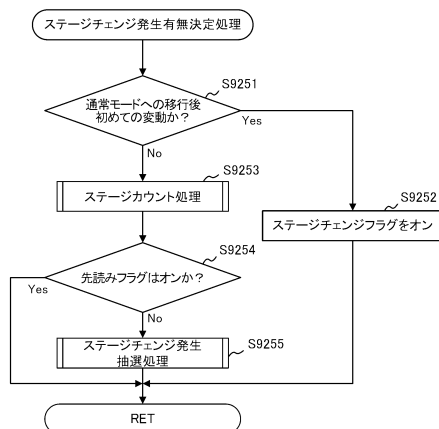 ステージチェンジ発生有無決定処理
S9251
通常モードへの移行後
初めての変動か？
Yes
No
S9253
ステージカウント処理
S9252
ステージチェンジフラグをオン
S9254
先読みフラグはオンか？
Yes
No
ステージチェンジ発生
抽選処理
S9255
RET